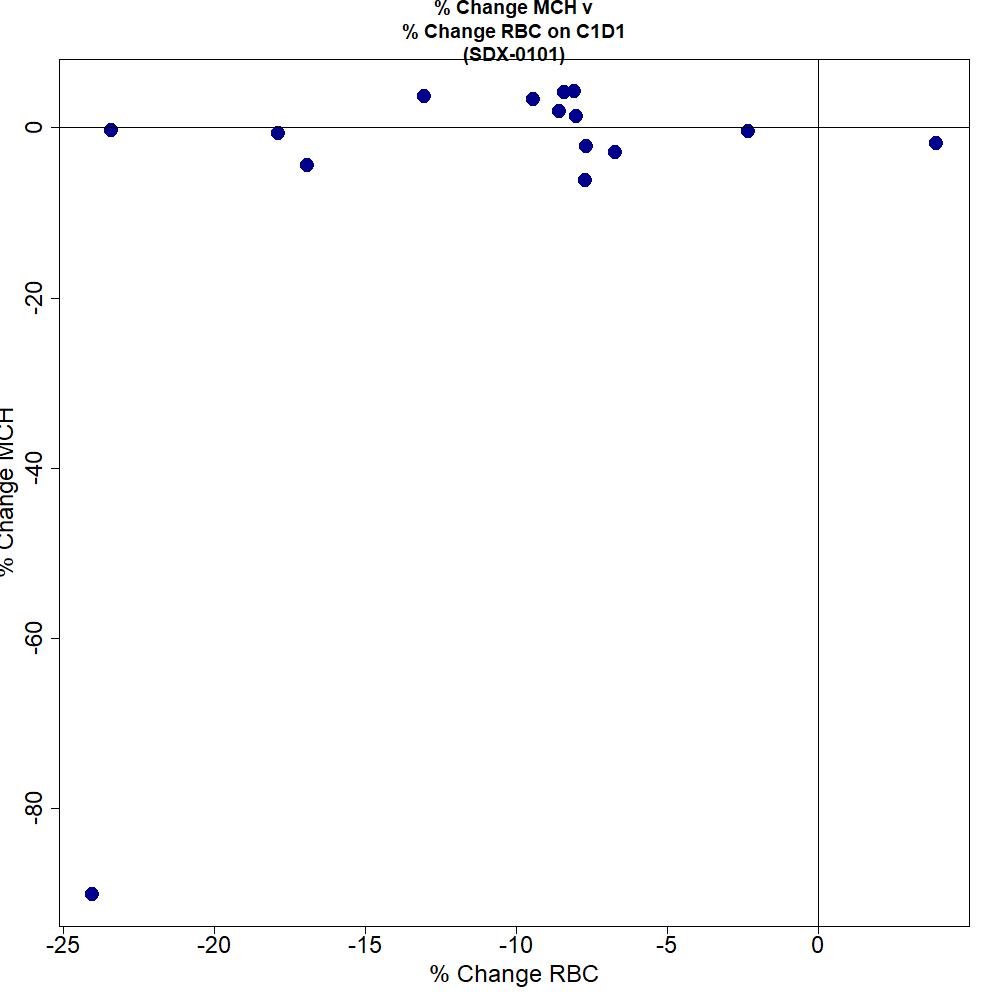 % Change MCH v
% Change RBC on C1D1
(SDX-0101)
% Change MCH
0
-20
-40
-60
-80
-25
-20
-15
-10
-5
0
% Change RBC